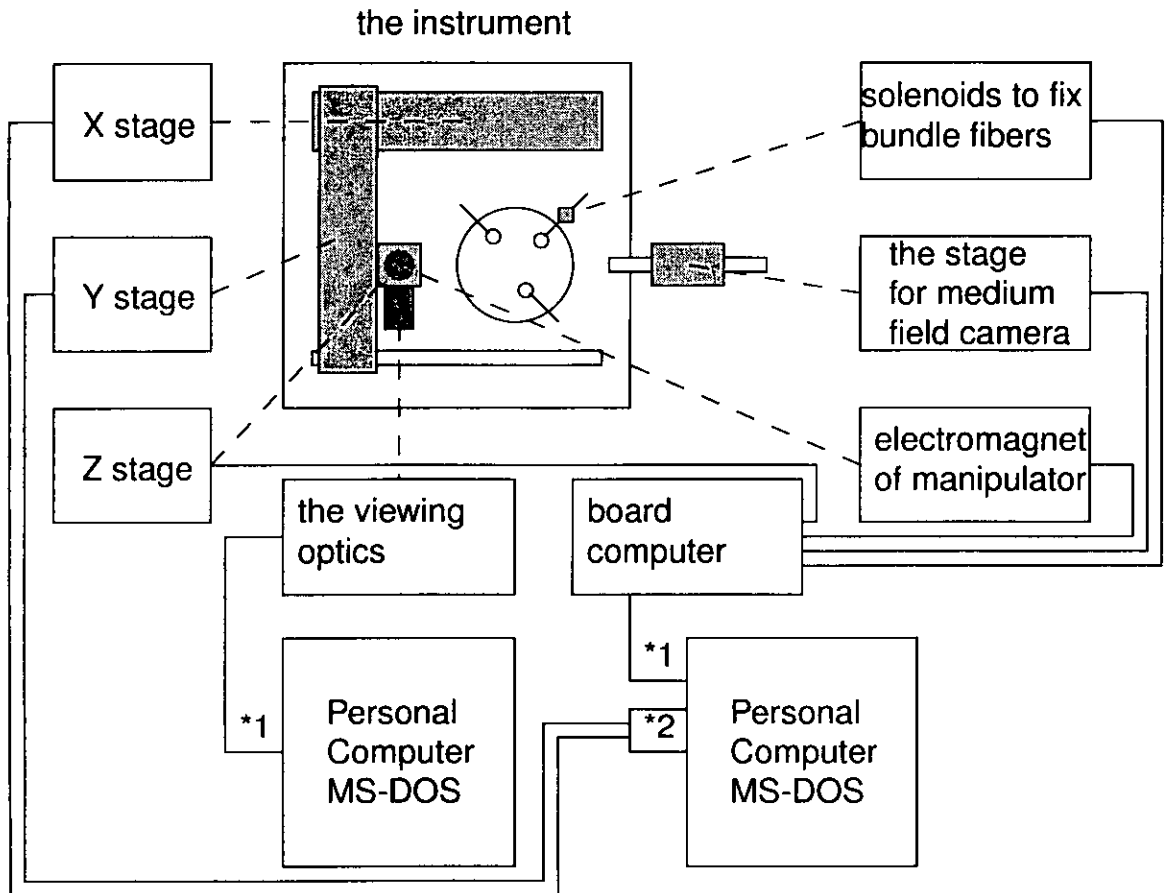 the instrument
X stage
Y stage
Z stage
solenoids to fix
bundle fibers
the stage
for medium
field camera
electromagnet
of manipulator
the viewing
optics
board
computer
*1
Personal
Computer
MS-DOS
*1
*2
Personal
Computer
MS-DOS